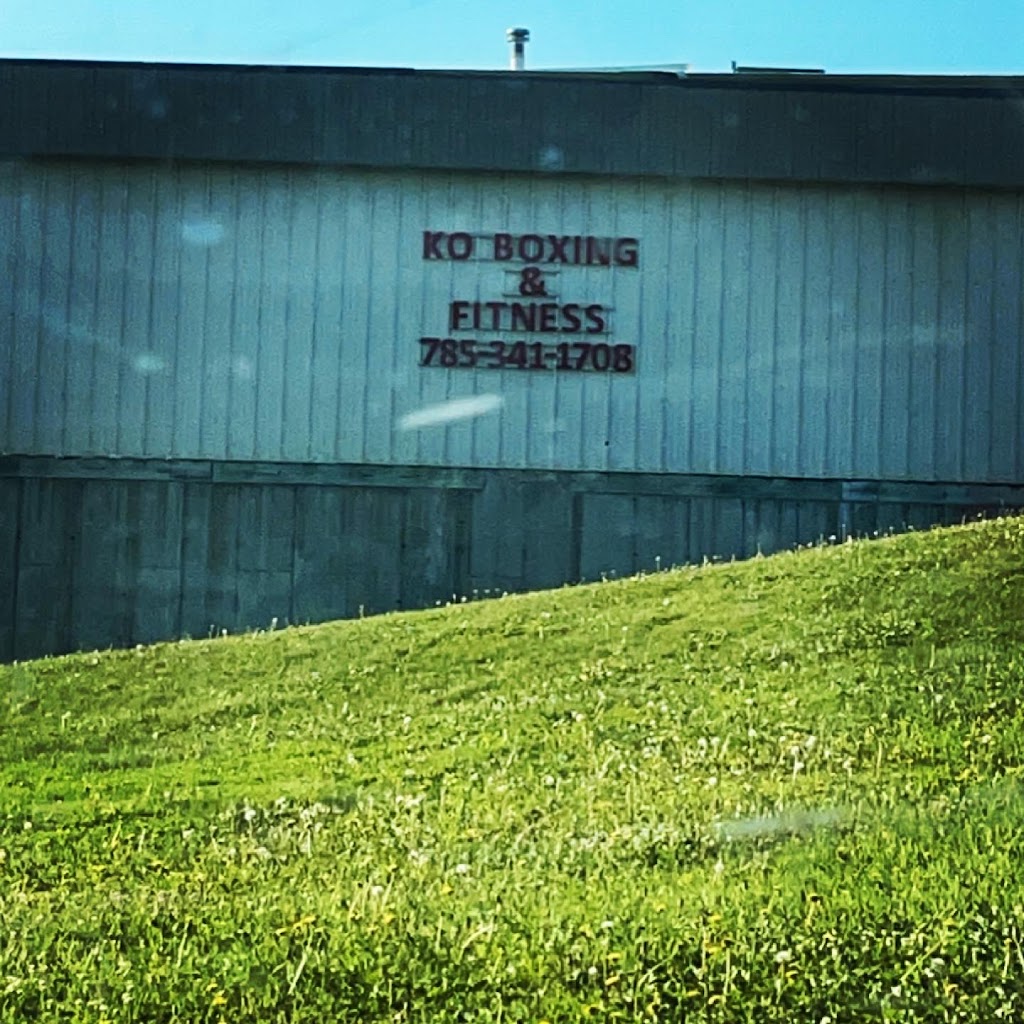 KO BOXING
&
FITNESS
785-341-1708